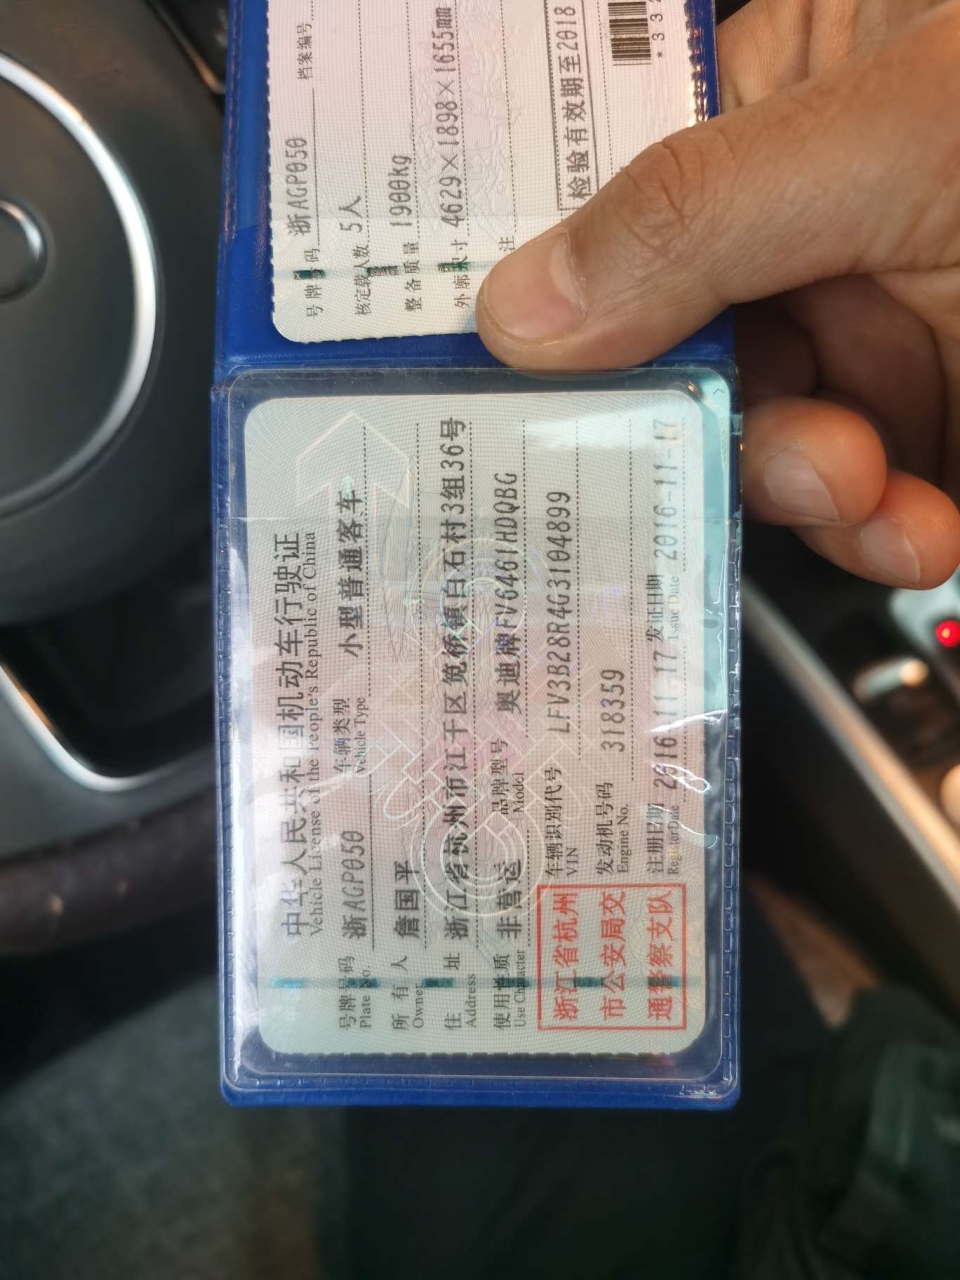 中华人民共和国机动车行驶证
Vehicle License of the People's Republic of China
号牌号码 浙AGP050 车辆类型 小型普通客车
Plate No. Vehicle Type
所有人 詹国平
Owner
住址 浙江省杭州市江干区笕桥镇白石村3组36号
Address
使用性质 非营运 品牌型号 奥迪牌FV6461HDQBG
Use Character Model
浙江省杭州
市公安局交
通警察支队
车辆识别代号 LFV3B28R4G3104899
VIN
发动机号码 318359
Engine No.
注册日期 2016-11-17 发证日期 2016-11-17
Register Date Issue Date
号牌号码 浙AGP050 档案编号
核定载人数 5人
整备质量 1900kg
外廓尺寸 4629×1898×1655mm
注 检验有效期至2018
*33